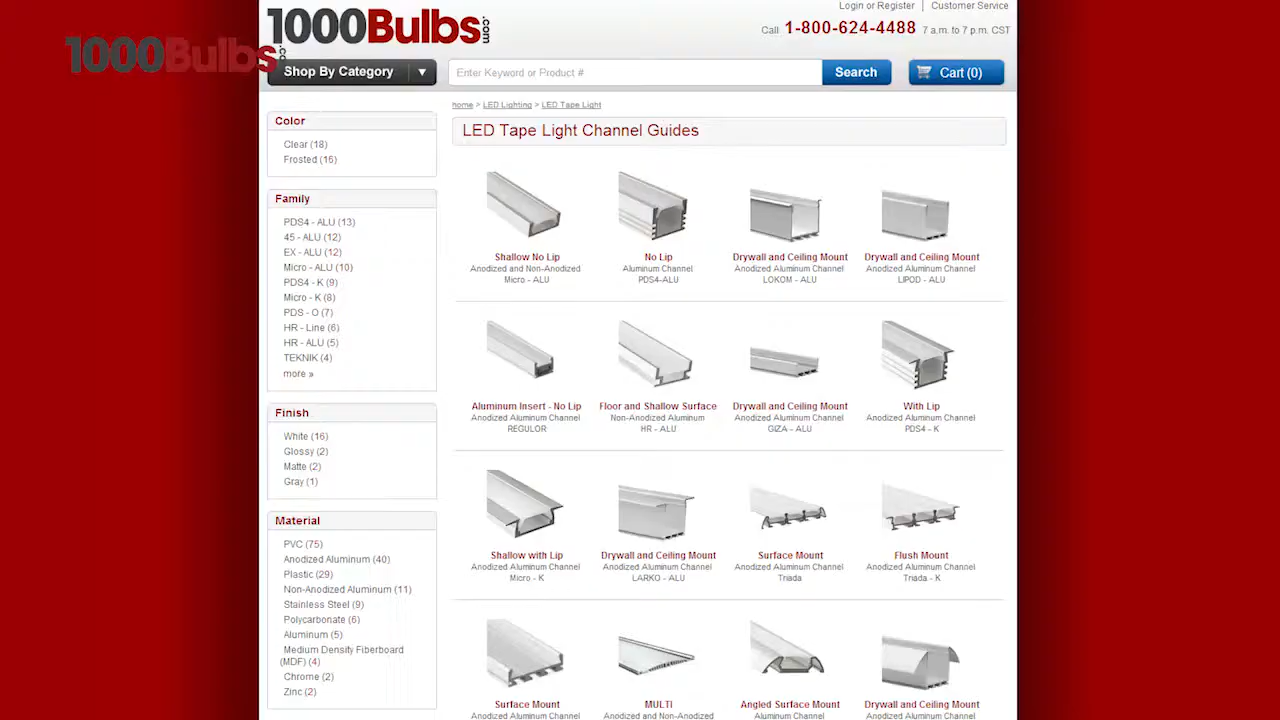 Login or Register | Customer Service
1000Bulbs.com
Call 1-800-624-4488 7 a.m. to 7 p.m. CST
1000Bulbs.co
Shop By Category ▼
Enter Keyword or Product #
Search
Cart (0)
home > LED Lighting > LED Tape Light
LED Tape Light Channel Guides
Color
Clear (18)
Frosted (16)
Family
PDS4 - ALU (13)
45 - ALU (12)
EX - ALU (12)
Micro - ALU (10)
PDS4 - K (9)
Micro - K (8)
PDS - O (7)
HR - Line (6)
HR - ALU (5)
TEKNIK (4)
more »
Finish
White (16)
Glossy (2)
Matte (2)
Gray (1)
Material
PVC (75)
Anodized Aluminum (40)
Plastic (29)
Non-Anodized Aluminum (11)
Stainless Steel (9)
Polycarbonate (6)
Aluminum (5)
Medium Density Fiberboard
(MDF) (4)
Chrome (2)
Zinc (2)
Shallow No Lip
Anodized and Non-Anodized
Micro - ALU
No Lip
Aluminum Channel
PDS4-ALU
Drywall and Ceiling Mount
Anodized Aluminum Channel
LOKOM - ALU
Drywall and Ceiling Mount
Anodized Aluminum Channel
LIPOD - ALU
Aluminum Insert - No Lip
Anodized Aluminum Channel
REGULOR
Floor and Shallow Surface
Non-Anodized Aluminum
HR - ALU
Drywall and Ceiling Mount
Anodized Aluminum Channel
GIZA - ALU
With Lip
Anodized Aluminum Channel
PDS4 - K
Shallow with Lip
Anodized Aluminum Channel
Micro - K
Drywall and Ceiling Mount
Anodized Aluminum Channel
LARKO - ALU
Surface Mount
Anodized Aluminum Channel
Triada
Flush Mount
Anodized Aluminum Channel
Triada - K
Surface Mount
Anodized Aluminum Channel
MULTI
Anodized and Non-Anodized
Angled Surface Mount
Aluminum Channel
Drywall and Ceiling Mount
Anodized Aluminum Channel